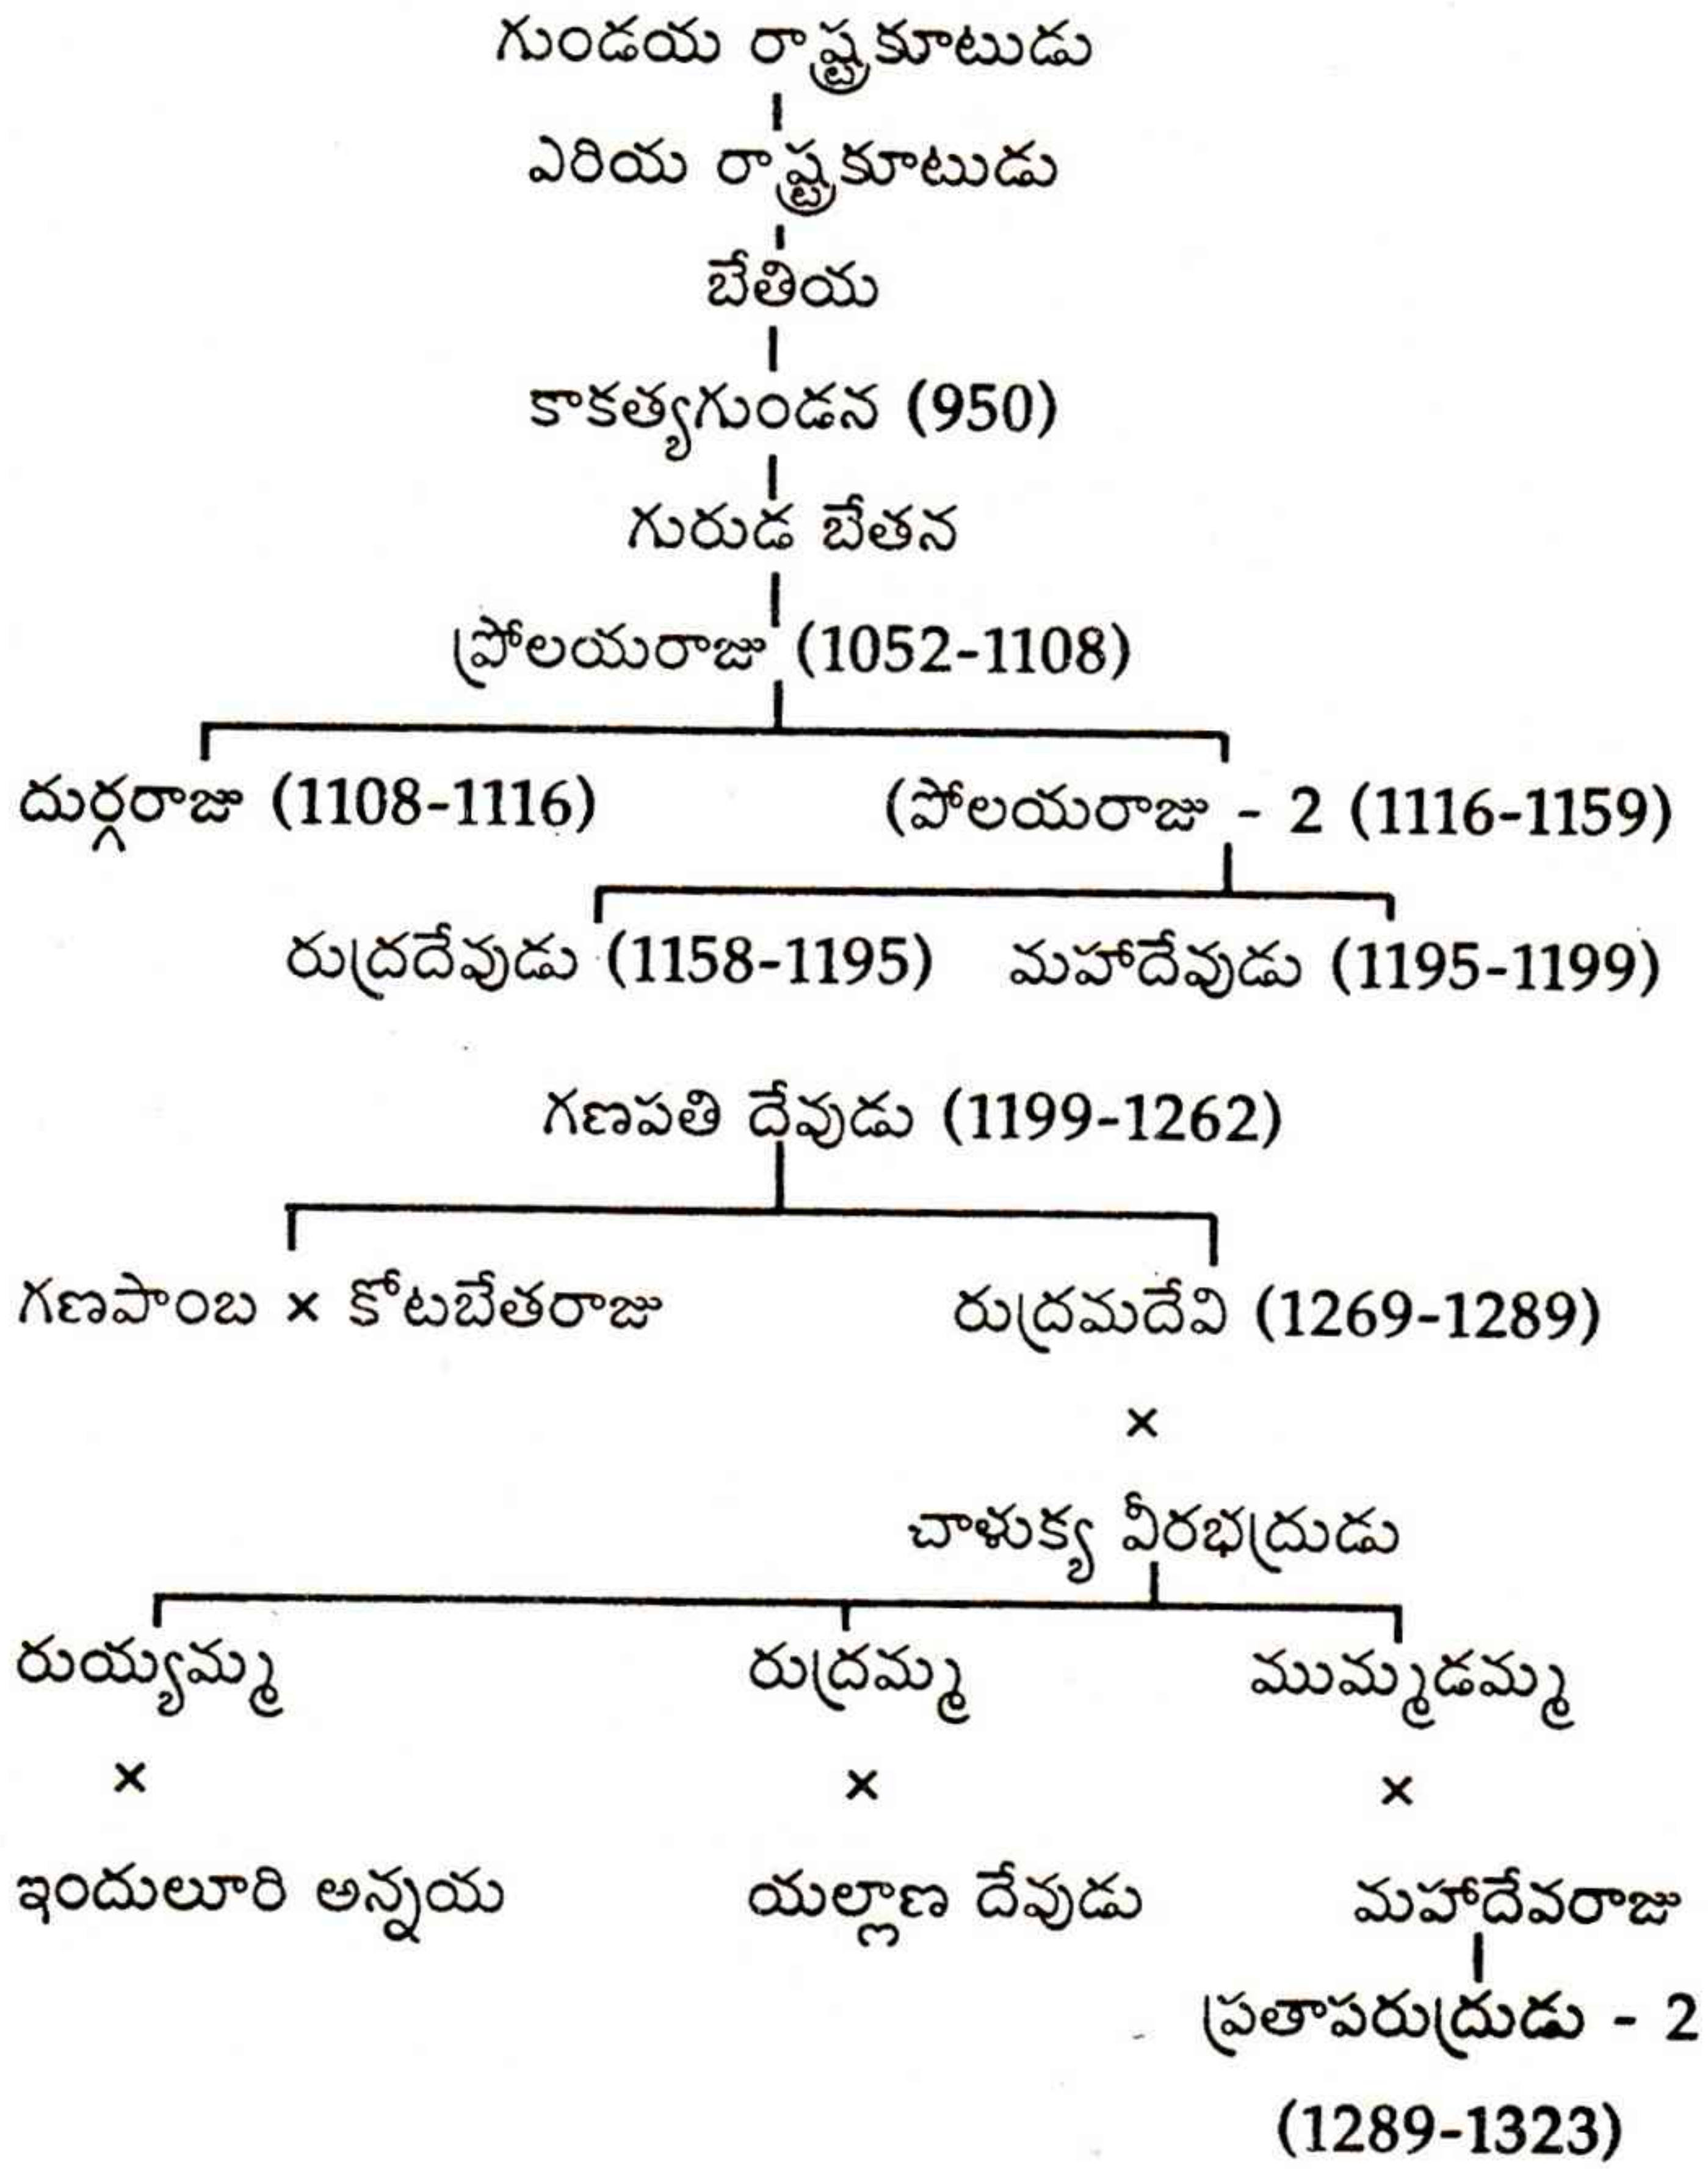 గుండయ రాష్ట్రకూటుడు
ఎరియ రాష్ట్రకూటుడు
బేతియ
కాకత్యగుండన (950)
గురుడ బేతన
ప్రోలయరాజు (1052-1108)
దుర్గరాజు (1108-1116) (పోలయరాజు - 2 (1116-1159)
రుద్రదేవుడు (1158-1195) మహాదేవుడు (1195-1199)
గణపతి దేవుడు (1199-1262)
గణపాంబ × కోటబేతరాజు రుద్రమదేవి (1269-1289)
×
చాళుక్య వీరభద్రుడు
రుయ్యమ్మ రుద్రమ్మ ముమ్మడమ్మ
× × ×
ఇందులూరి అన్నయ యల్లాణ దేవుడు మహాదేవరాజు
ప్రతాపరుద్రుడు - 2
(1289-1323)